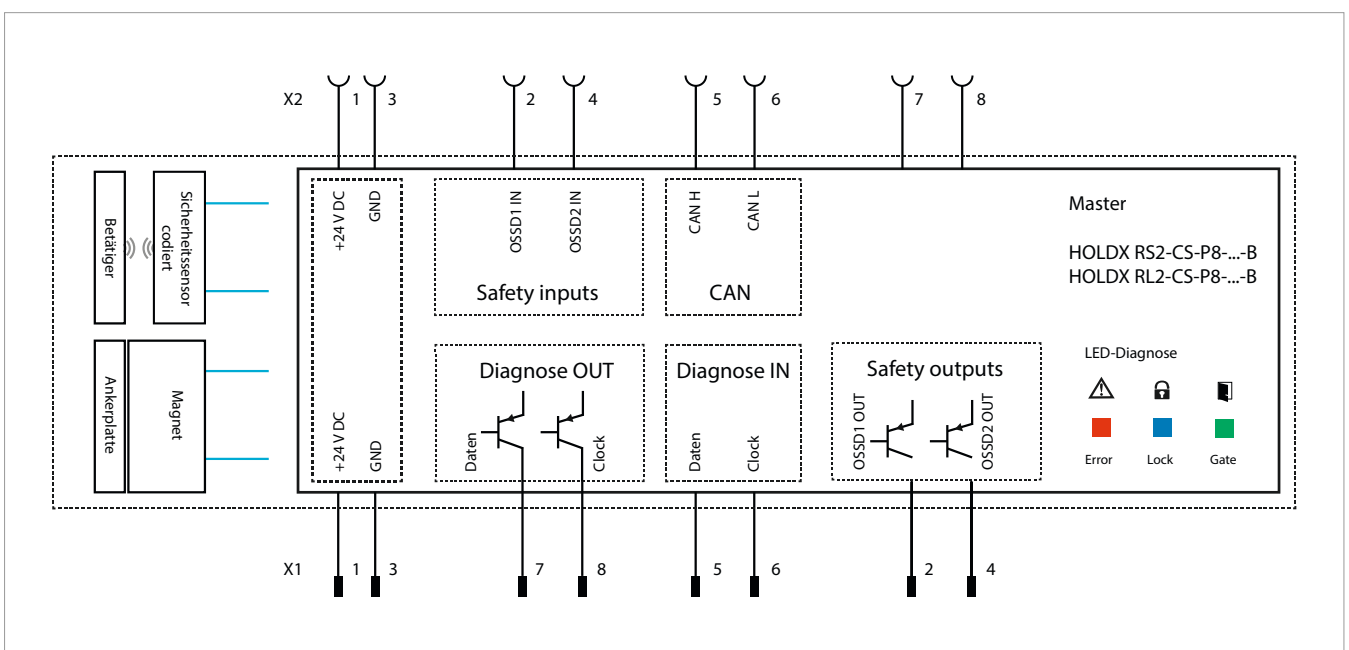 X2 1 3 2 4 5 6 7 8
Betätiger
Sicherheitssensor
codiert
+24 V DC
GND
OSSD1 IN
OSSD2 IN
Safety inputs
CAN H
CAN L
CAN
Master
HOLDX RS2-CS-P8-...-B
HOLDX RL2-CS-P8-...-B
Ankerplatte
Magnet
+24 V DC
GND
Diagnose OUT
Daten
Clock
Diagnose IN
Daten
Clock
Safety outputs
OSSD1 OUT
OSSD2 OUT
LED-Diagnose
Error Lock Gate
X1 1 3 7 8 5 6 2 4